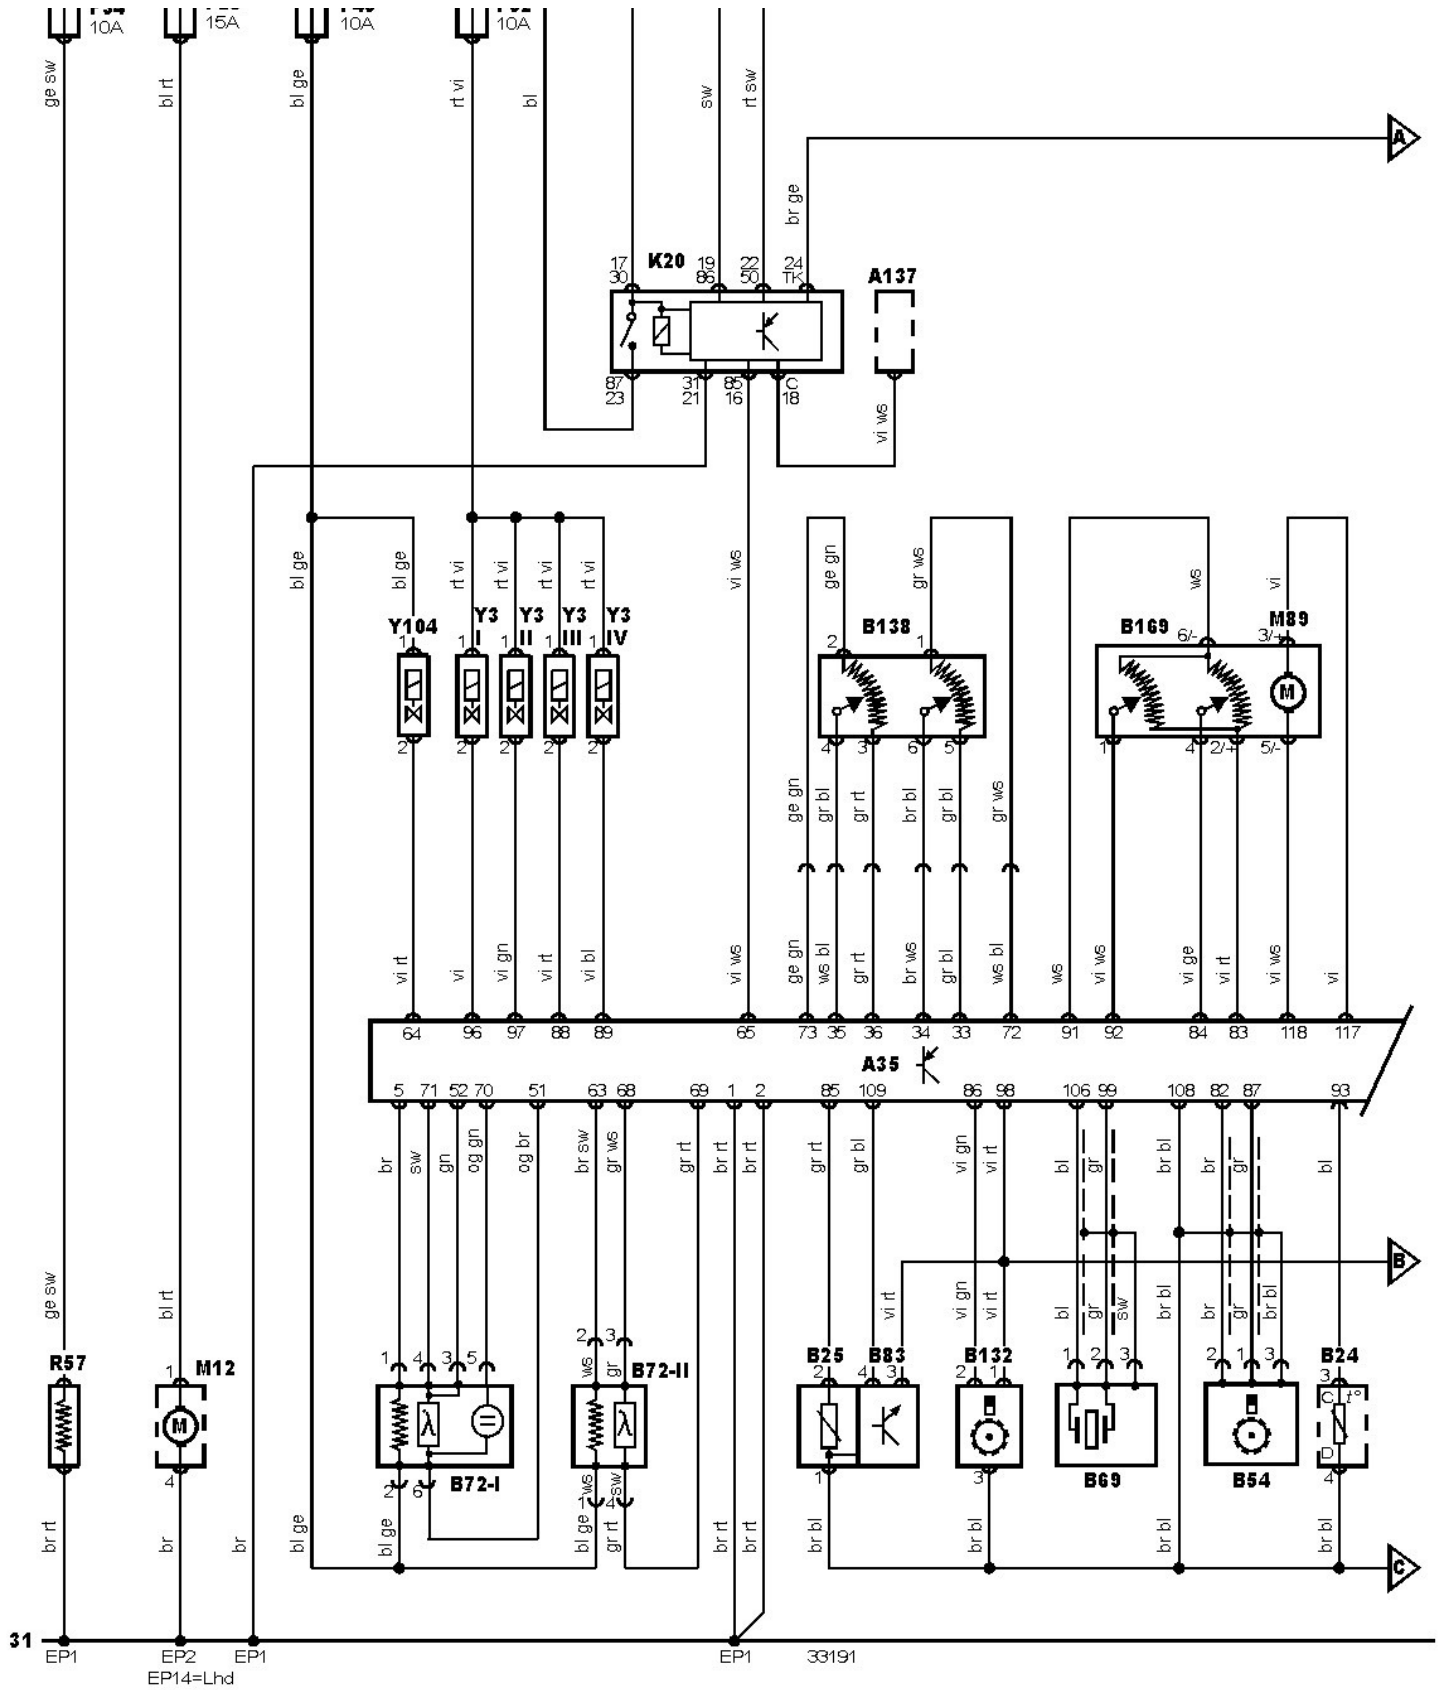 10A
15A
10A
10A
ge sw
bl rt
bl ge
rt vi
bl
sw
rt sw
A
br ge
17 K20 19 22 24
30 86 50 TK A137
87 31 85 C
23 21 16 18
vi ws
bl ge bl ge rt vi rt vi rt vi rt vi vi ws ge gn gr ws ws vi
Y104 Y3 Y3 Y3 Y3 B138 B169 M89
I II III IV
1 1 1 1 1 2 1 6/- 3/+
M
2 2 2 2 2 4 3 6 5 1 4 2/+ 5/-
ge gn gr bl gr rt br bl gr bl gr ws
vi rt vi vi gn vi rt vi bl vi ws ge gn ws bl gr rt br ws gr bl ws bl ws vi ws vi ge vi rt vi ws vi
64 96 97 88 89 65 73 35 36 34 33 72 91 92 84 83 118 117
A35
5 71 52 70 51 63 68 69 1 2 85 109 86 98 106 99 108 82 87 93
br sw gn og gn og br br sw gr ws gr rt br rt br rt gr rt gr bl vi gn vi rt bl gr br bl br gr bl
B
ge sw bl rt vi rt vi gn vi rt bl gr sw br bl br gr br bl
2 3
ws gr
R57 1 M12 1 4 3 5 B72-II B25 B83 B132 1 2 3 2 1 3 B24
2 4 3 2 1 3
M λ = λ C t°
D
4 2 6 B72-I 1 ws 4 sw 1 3 B69 B54 4
br rt br br bl ge bl ge bl ge gr rt br rt br rt br bl br bl br bl br bl
C
31
EP1 EP2 EP1 EP1 33191
EP14=Lhd